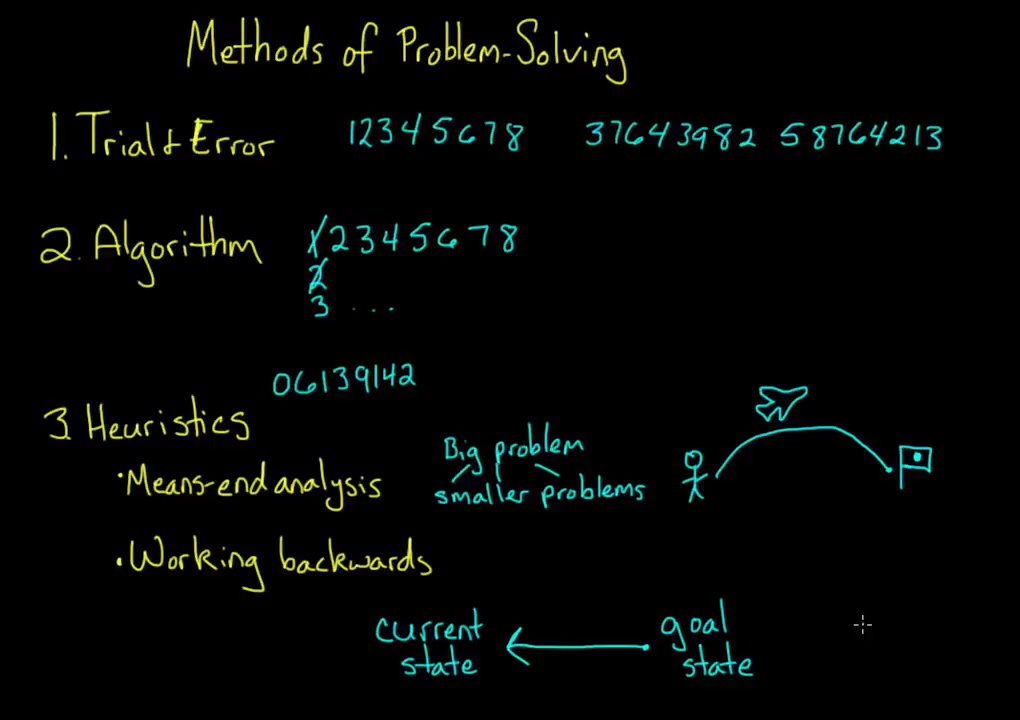 Methods of Problem-Solving
1. Trial & Error 12345678 37643982 58764213
2. Algorithm 12345678
2
3 ...
06139142
3. Heuristics
Big problem
• Means-end analysis smaller problems
• Working backwards
current goal
state state